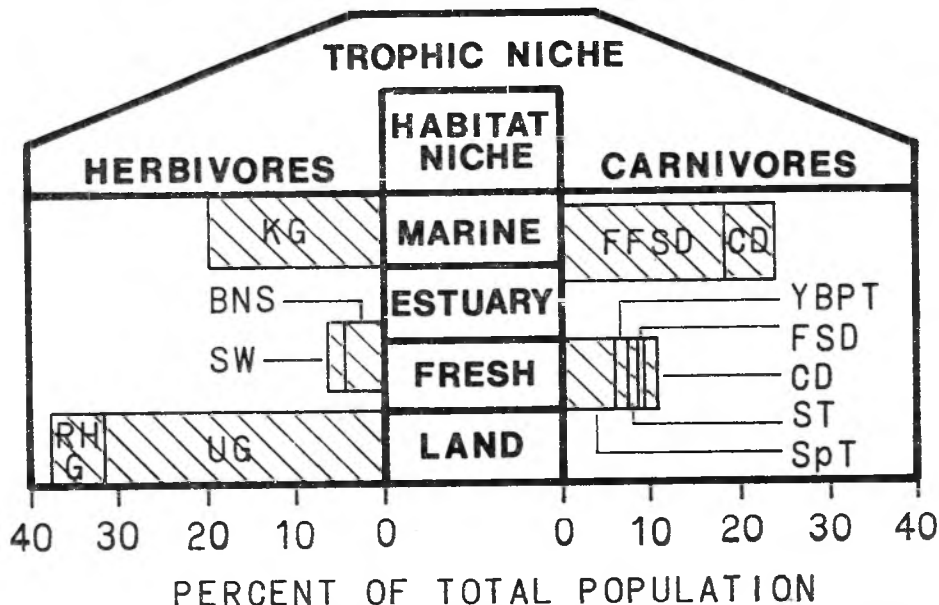 TROPHIC NICHE
HABITAT
NICHE
HERBIVORES
CARNIVORES
KG
MARINE
FFSD
CD
BNS
ESTUARY
YBPT
FSD
SW
FRESH
CD
ST
SpT
RH
G
UG
LAND
40 30 20 10 0 0 10 20 30 40
PERCENT OF TOTAL POPULATION